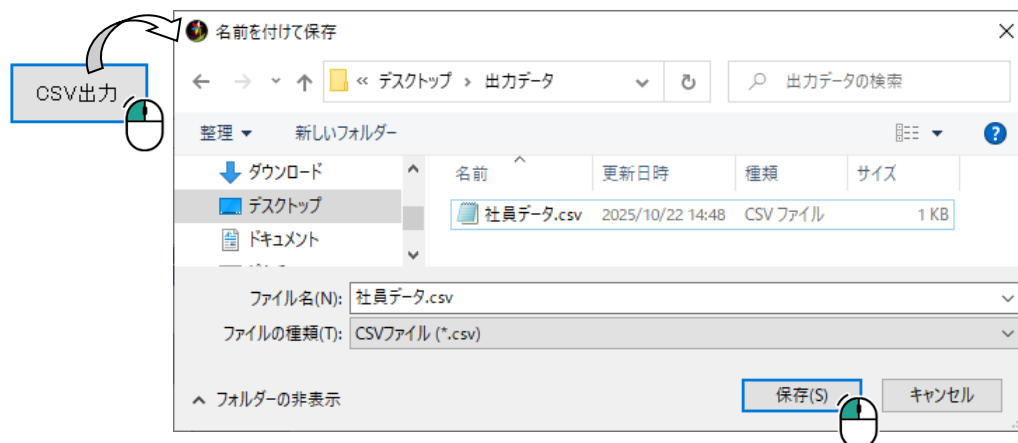 名前を付けて保存
CSV出力
« デスクトップ › 出力データ
出力データの検索
整理
新しいフォルダー
ダウンロード
名前
更新日時
種類
サイズ
デスクトップ
社員データ.csv
2025/10/22 14:48
CSV ファイル
1 KB
ドキュメント
ファイル名(N):
社員データ.csv
ファイルの種類(T):
CSVファイル (*.csv)
フォルダーの非表示
保存(S)
キャンセル